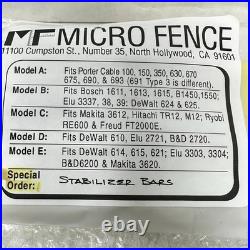 MF MICRO FENCE
11100 Cumpston St., Number 35, North Hollywood, CA 91601
Model A: Fits Porter Cable 100, 150, 350, 630, 670
675, 690, & 693 (691 Type 3 is different).
Model B: Fits Bosch 1611, 1613, 1615, B1450,1550;
Elu 3337, 38, 39; DeWalt 624 & 625.
Model C: Fits Makita 3612, Hitachi TR12, M12; Ryobi
RE600 & Freud FT2000E.
Model D: Fits DeWalt 610, Elu 2721, B&D 2720.
Model E: Fits DeWalt 614, 615, 621; Elu 3303, 3304;
B&D6200 & Makita 3620.
Special
Order: STABILIZER BARS